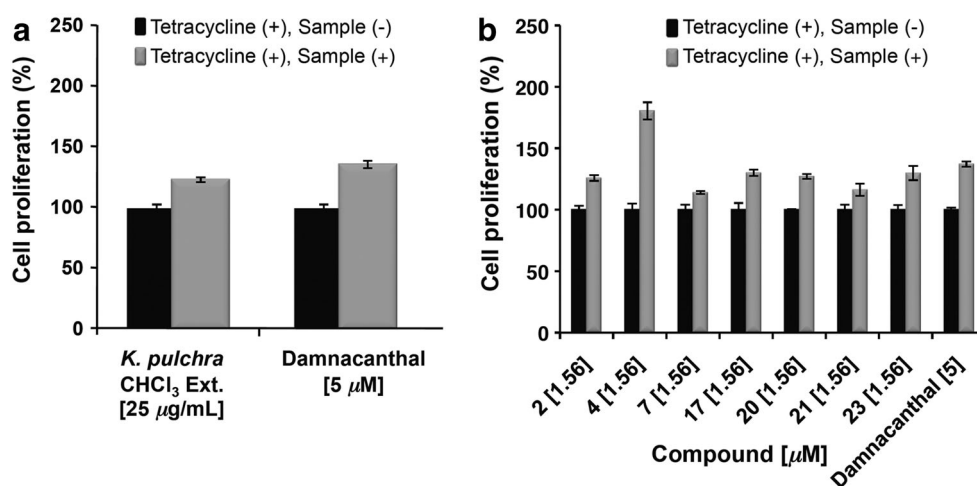 a
Tetracycline (+), Sample (-)
Tetracycline (+), Sample (+)
Cell proliferation (%)
250
200
150
100
50
0
K. pulchra
CHCl₃ Ext.
[25 μg/mL]
Damnacanthal
[5 μM]
b
Tetracycline (+), Sample (-)
Tetracycline (+), Sample (+)
Cell proliferation (%)
250
200
150
100
50
0
2 [1.56]
4 [1.56]
7 [1.56]
17 [1.56]
20 [1.56]
21 [1.56]
23 [1.56]
Damnacanthal [5]
Compound [μM]